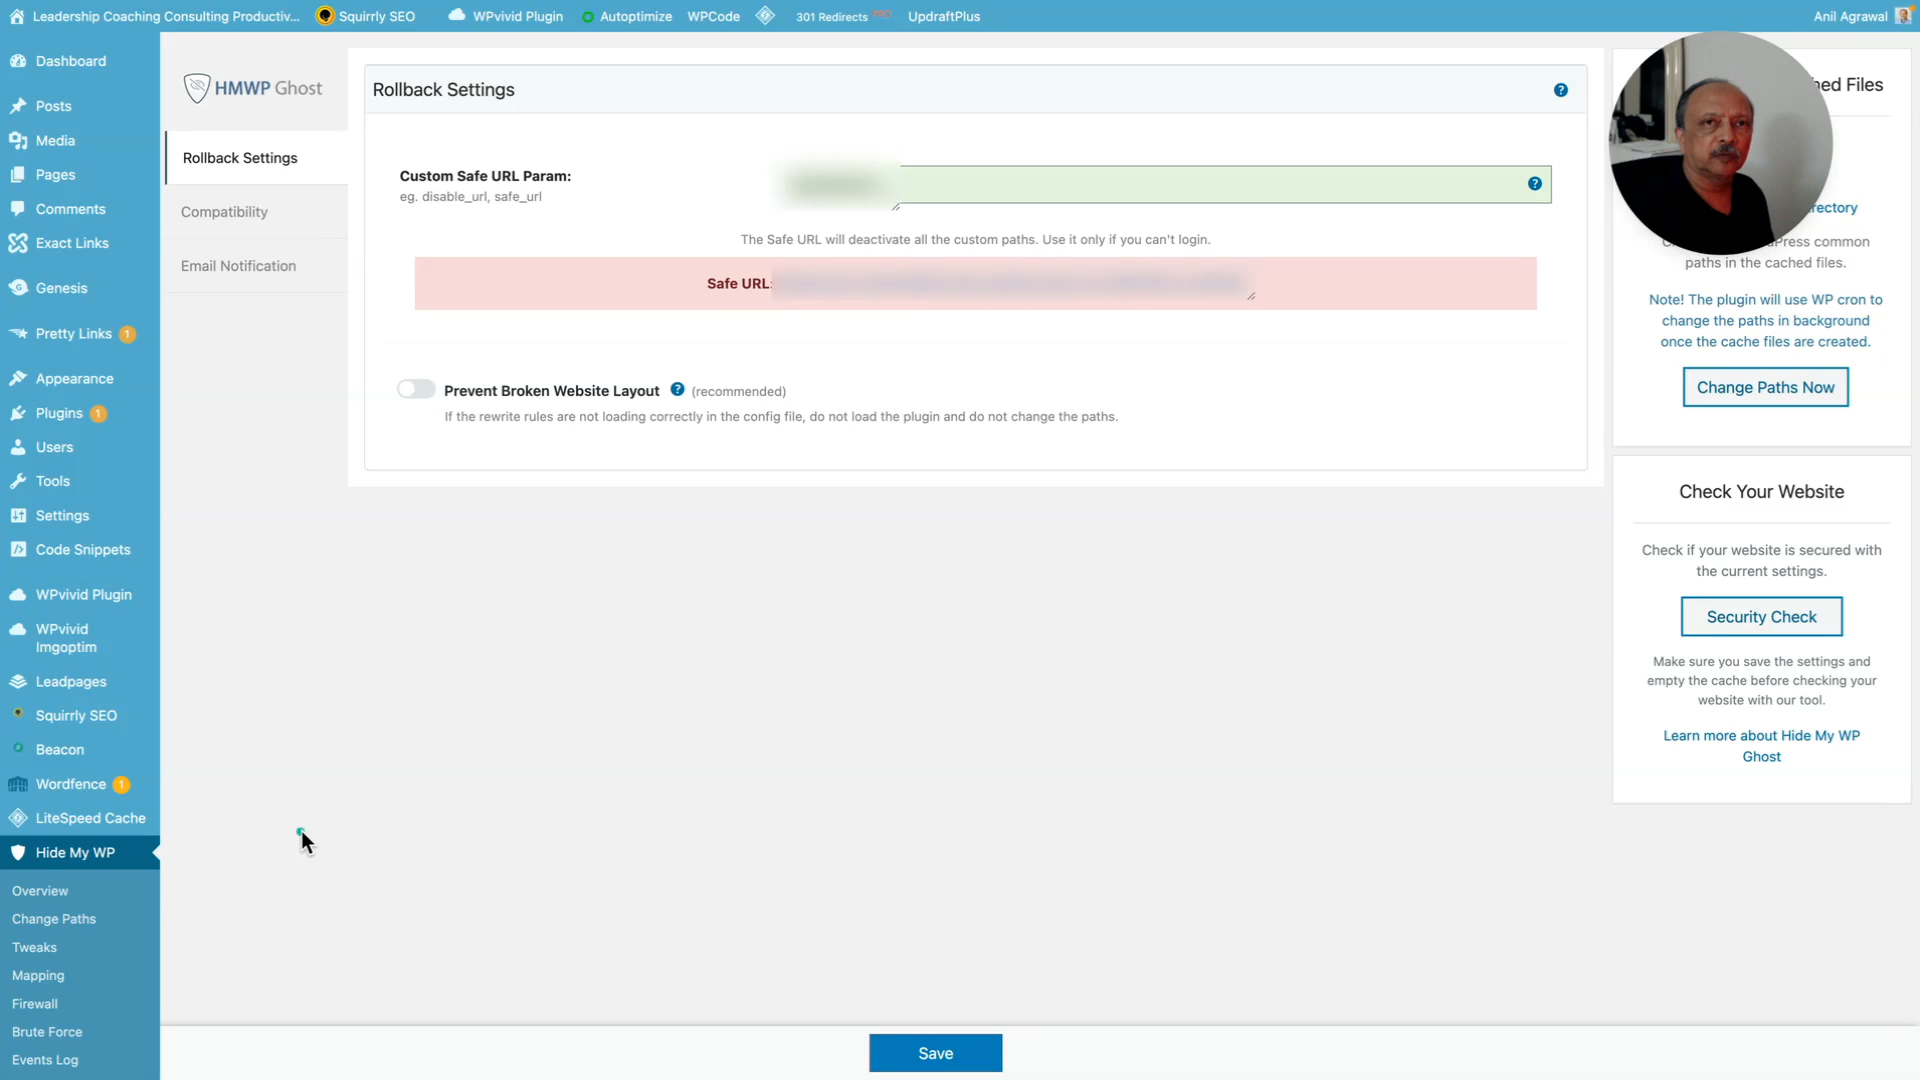 Leadership Coaching Consulting Productiv...
Squirrly SEO
WPvivid Plugin
Autoptimize
WPCode
301 Redirects PRO
UpdraftPlus
Anil Agrawal
Dashboard
Posts
Media
Pages
Comments
Exact Links
Genesis
Pretty Links 1
Appearance
Plugins 1
Users
Tools
Settings
Code Snippets
WPvivid Plugin
WPvivid
Imgoptim
Leadpages
Squirrly SEO
Beacon
Wordfence 1
LiteSpeed Cache
Hide My WP
Overview
Change Paths
Tweaks
Mapping
Firewall
Brute Force
Events Log
HMWP Ghost
Rollback Settings
Compatibility
Email Notification
Rollback Settings
?
Custom Safe URL Param:
eg. disable_url, safe_url
?
The Safe URL will deactivate all the custom paths. Use it only if you can't login.
Safe URL:
Prevent Broken Website Layout ? (recommended)
If the rewrite rules are not loading correctly in the config file, do not load the plugin and do not change the paths.
Save
Files
paths in the cached files.
Note! The plugin will use WP cron to
change the paths in background
once the cache files are created.
Change Paths Now
Check Your Website
Check if your website is secured with
the current settings.
Security Check
Make sure you save the settings and
empty the cache before checking your
website with our tool.
Learn more about Hide My WP
Ghost